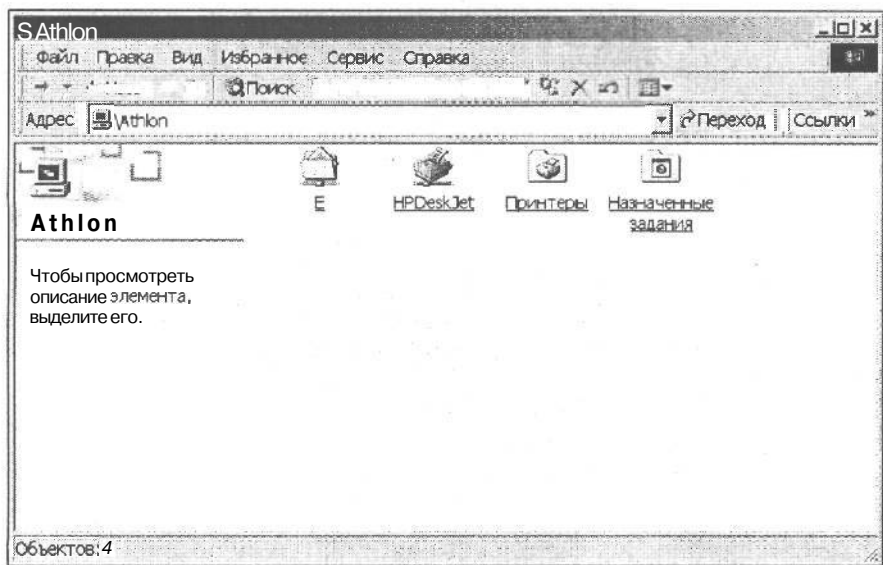 SAthlon
Файл Правка Вид Избранное Сервис Справка
Поиск
Адрес \Athlon Переход Ссылки »
E HPDeskJet Принтеры Назначенные
задания
Athlon
Чтобы просмотреть
описание элемента,
выделите его.
Объектов: 4